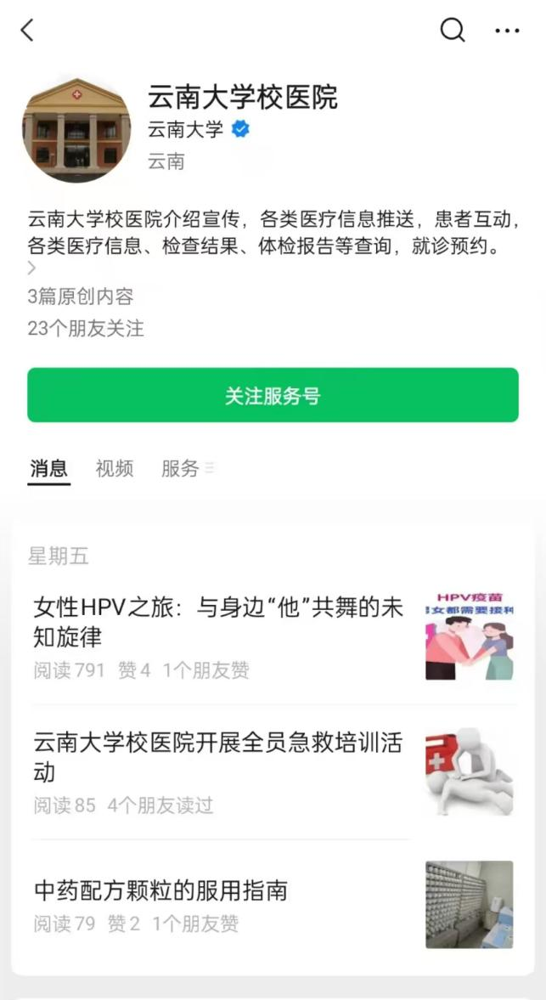 云南大学校医院
云南大学
云南
云南大学校医院介绍宣传，各类医疗信息推送，患者互动，
各类医疗信息、检查结果、体检报告等查询，就诊预约。
3篇原创内容
23个朋友关注
关注服务号
消息 视频 服务
星期五
女性HPV之旅：与身边“他”共舞的未
知旋律
阅读 791 赞 4 1个朋友赞
HPV疫苗
男女都需要接种
云南大学校医院开展全员急救培训活
动
阅读 85 4个朋友读过
中药配方颗粒的服用指南
阅读 79 赞 2 1个朋友赞